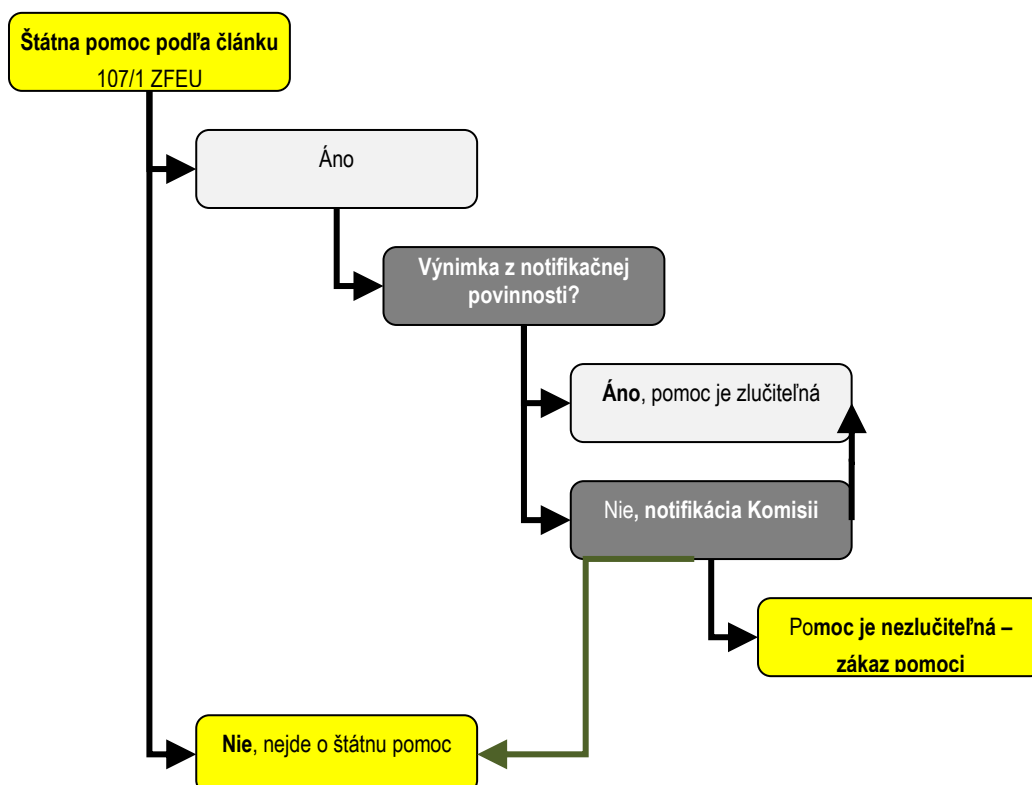 Štátna pomoc podľa článku
107/1 ZFEU
Áno
Výnimka z notifikačnej
povinnosti?
Áno, pomoc je zlučiteľná
Nie, notifikácia Komisii
Pomoc je nezlučiteľná –
zákaz pomoci
Nie, nejde o štátnu pomoc